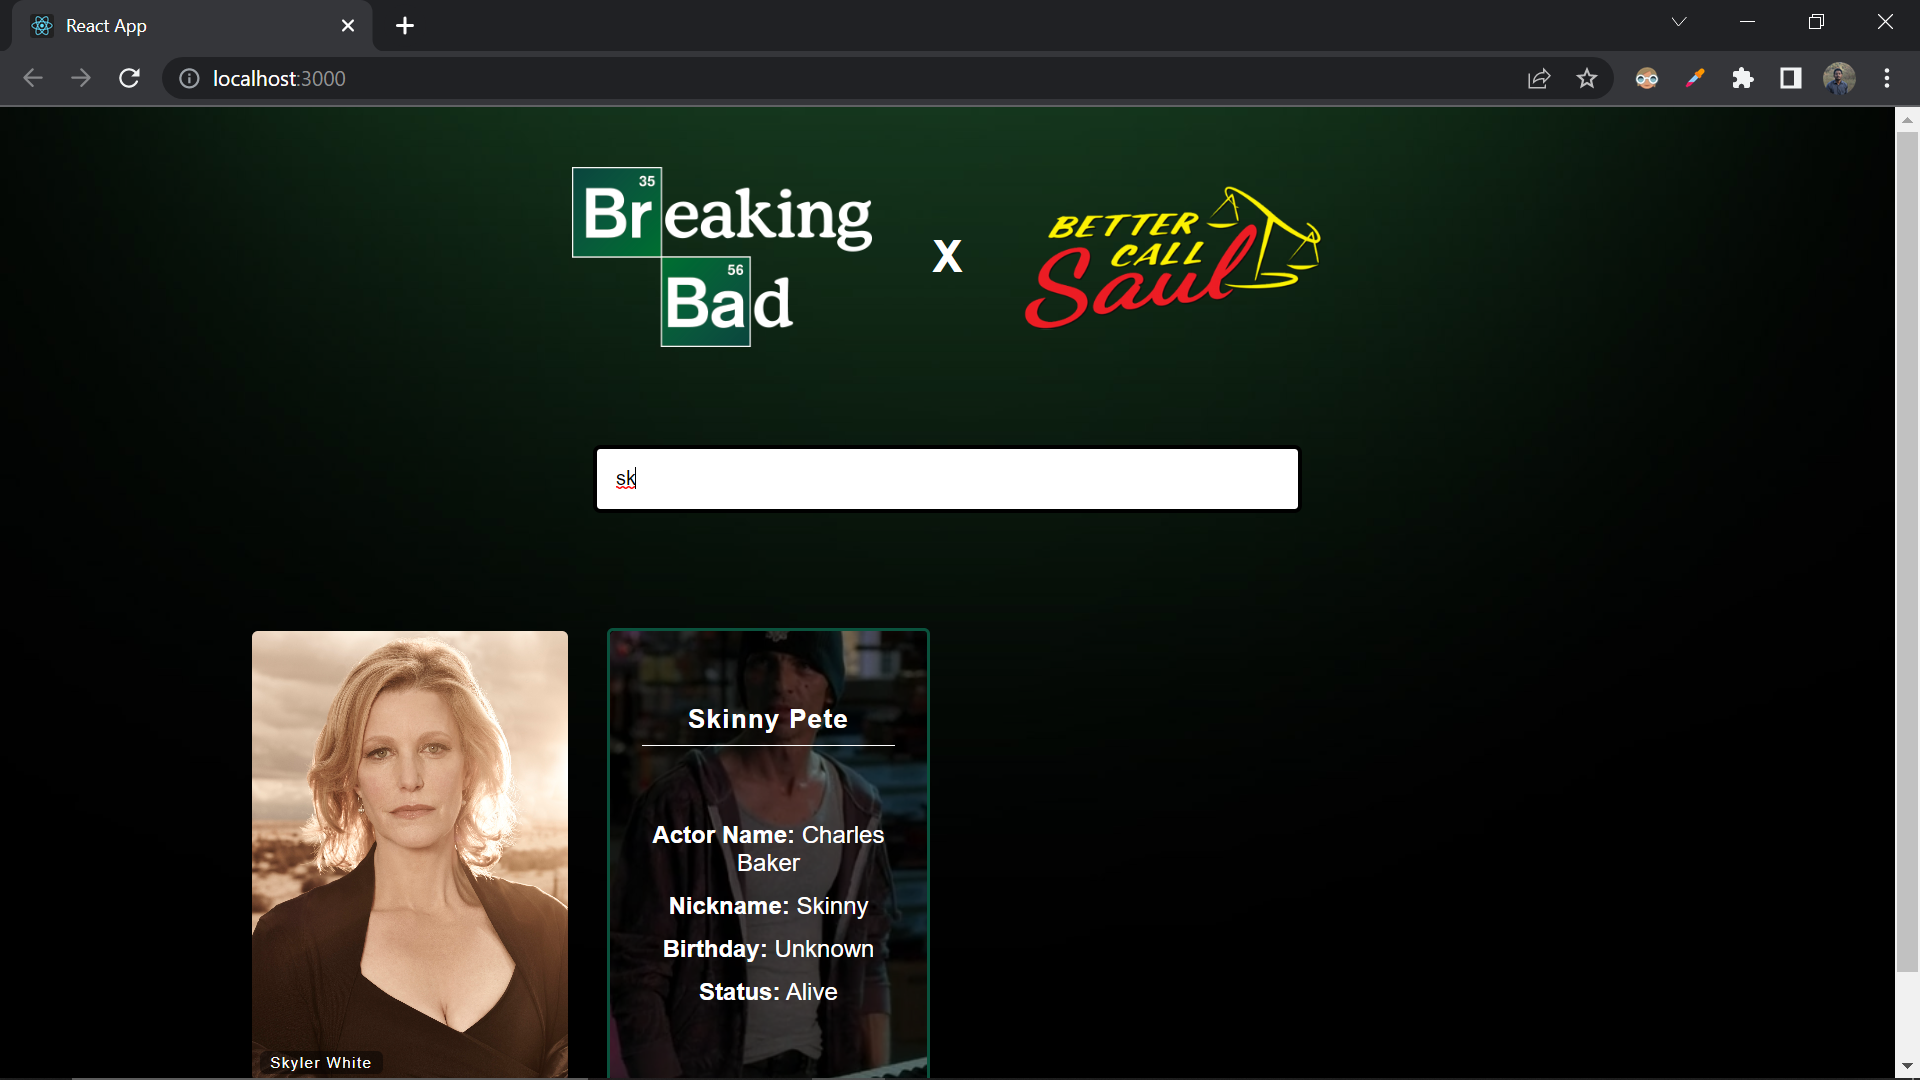 React App
localhost:3000
35
Breaking
56
Bad
X
BETTER
CALL
Saul
sk
Skinny Pete
Actor Name: Charles
Baker
Nickname: Skinny
Birthday: Unknown
Status: Alive
Skyler White